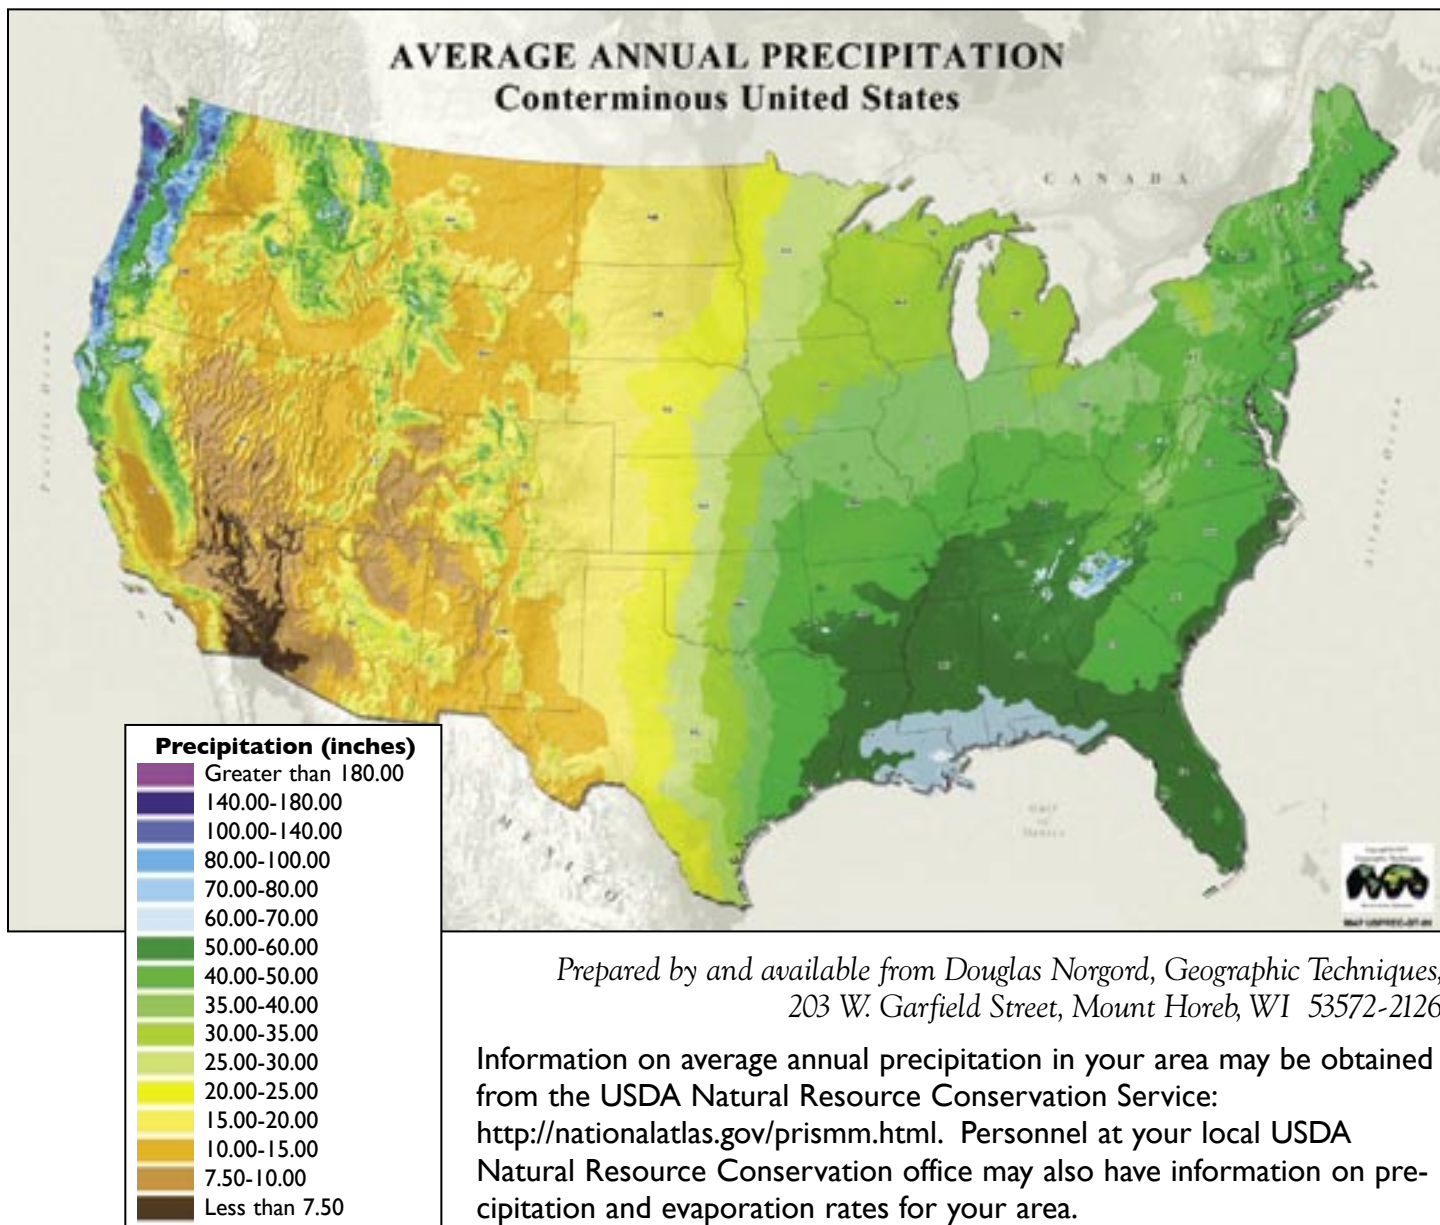 AVERAGE ANNUAL PRECIPITATION
Conterminous United States
CANADA
Pacific Ocean
Atlantic Ocean
MEXICO
Gulf
of
Mexico
Precipitation (inches)
Greater than 180.00
140.00-180.00
100.00-140.00
80.00-100.00
70.00-80.00
60.00-70.00
50.00-60.00
40.00-50.00
35.00-40.00
30.00-35.00
25.00-30.00
20.00-25.00
15.00-20.00
10.00-15.00
7.50-10.00
Less than 7.50
Prepared by and available from Douglas Norgord, Geographic Techniques,
203 W. Garfield Street, Mount Horeb, WI 53572-2126
Information on average annual precipitation in your area may be obtained
from the USDA Natural Resource Conservation Service:
http://nationalatlas.gov/prismm.html. Personnel at your local USDA
Natural Resource Conservation office may also have information on pre-
cipitation and evaporation rates for your area.